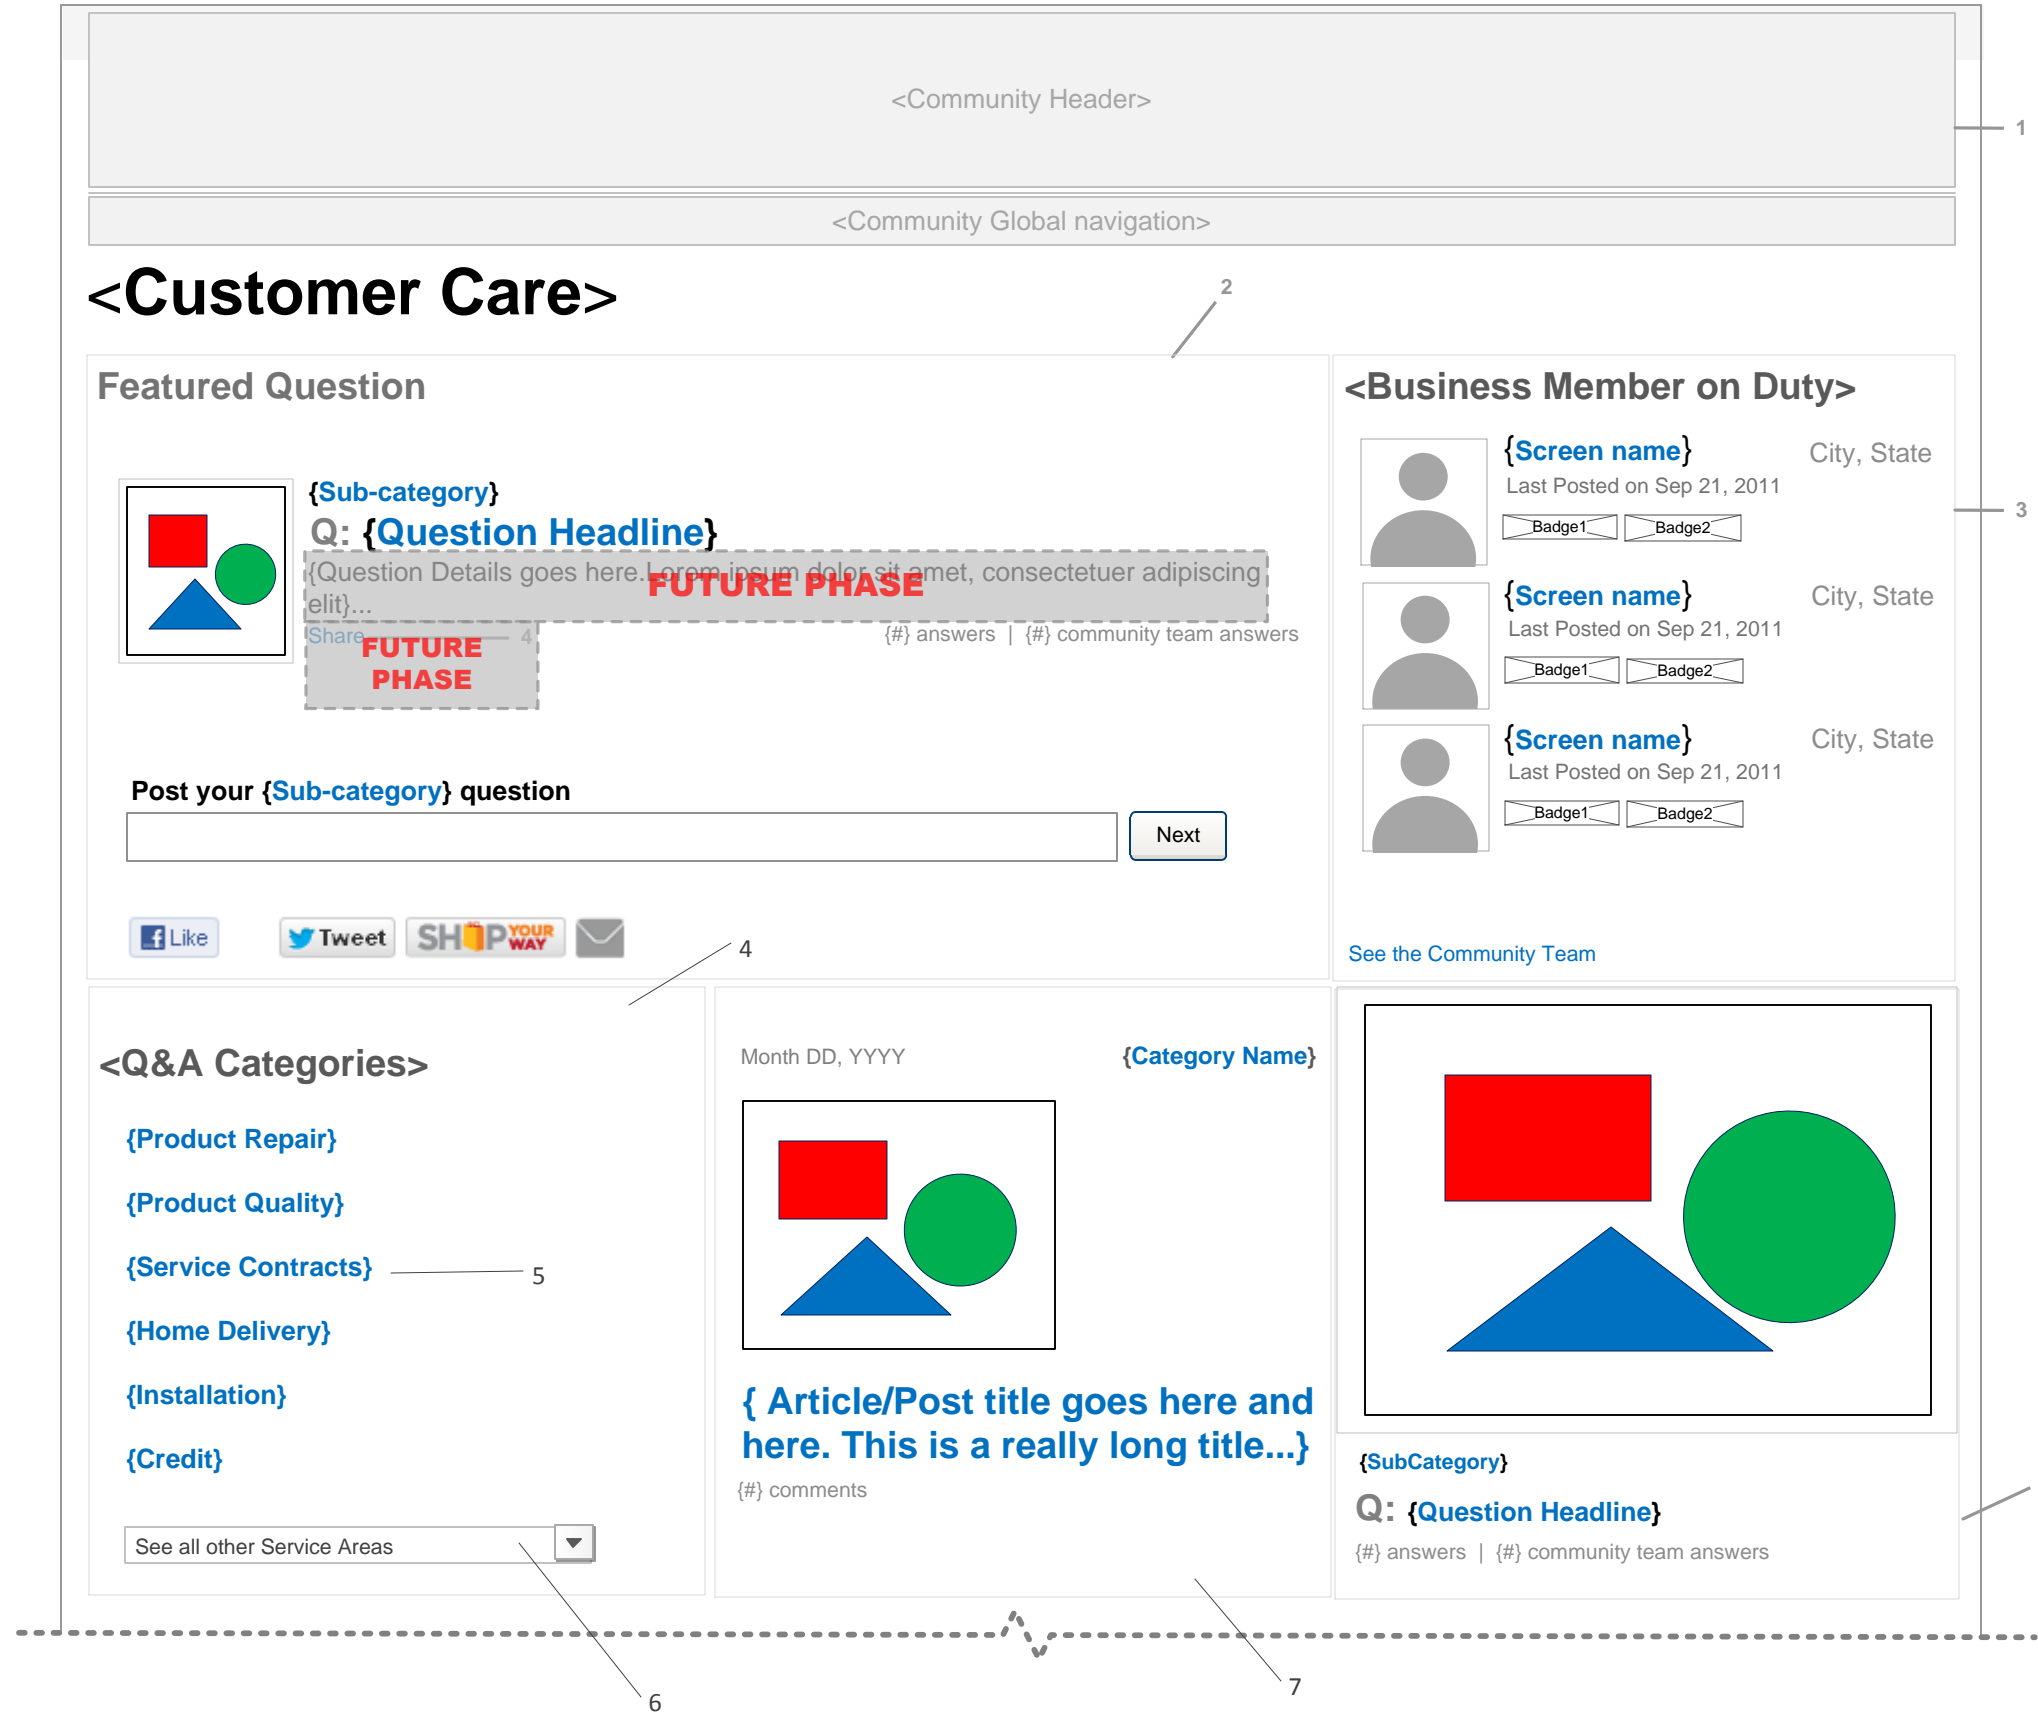 <Community Header>
1
<Community Global navigation>
<Customer Care>
2
Featured Question
{Sub-category}
Q: {Question Headline}
{Question Details goes here.Lorem ipsum dolor sit amet, consectetuer adipiscing
elit}...
FUTURE PHASE
Share
4
{#} answers | {#} community team answers
FUTURE
PHASE
Post your {Sub-category} question
Next
Like
Tweet
SHOP YOUR WAY
<Business Member on Duty>
{Screen name}
City, State
Last Posted on Sep 21, 2011
Badge1
Badge2
3
{Screen name}
City, State
Last Posted on Sep 21, 2011
Badge1
Badge2
{Screen name}
City, State
Last Posted on Sep 21, 2011
Badge1
Badge2
See the Community Team
4
<Q&A Categories>
{Product Repair}
{Product Quality}
{Service Contracts}
5
{Home Delivery}
{Installation}
{Credit}
See all other Service Areas
6
Month DD, YYYY
{Category Name}
{ Article/Post title goes here and
here. This is a really long title...}
{#} comments
7
{SubCategory}
Q: {Question Headline}
{#} answers | {#} community team answers